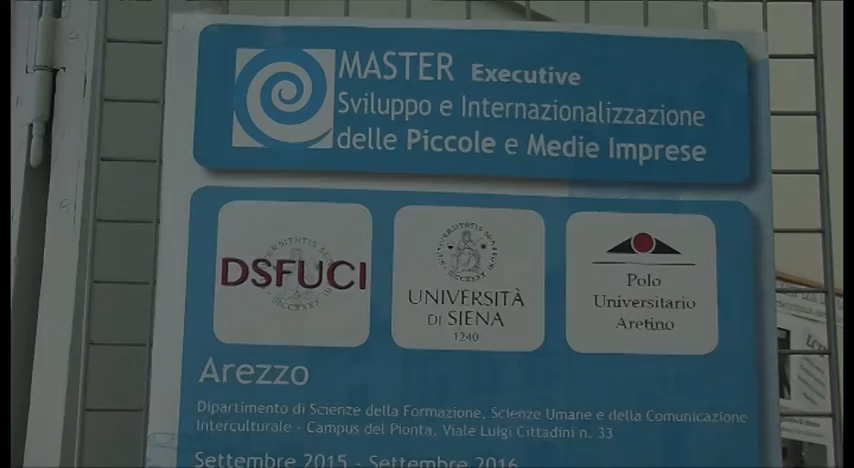 MASTER Executive
Sviluppo e Internazionalizzazione
delle Piccole e Medie Imprese
DSFUCI
UNIVERSITÀ
DI SIENA
1240
Polo
Universitario
Aretino
Arezzo
Dipartimento di Scienze della Formazione, Scienze Umane e della Comunicazione
Interculturale - Campus del Pionta, Viale Luigi Cittadini n. 33
Settembre 2015 - Settembre 2016